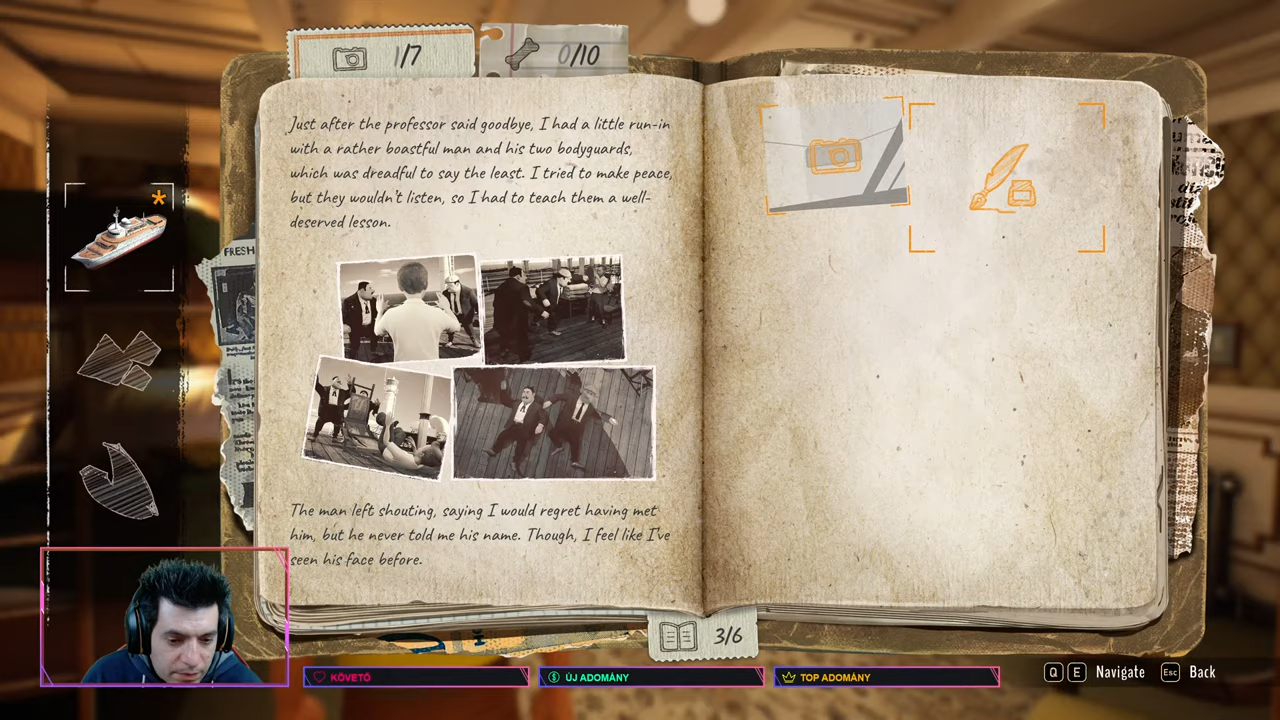 1/7
0/10
Just after the professor said goodbye, I had a little run-in
with a rather boastful man and his two bodyguards,
which was dreadful to say the least. I tried to make peace,
but they wouldn't listen, so I had to teach them a well-
deserved lesson.
FRESH
The man left shouting, saying I would regret having met
him, but he never told me his name. Though, I feel like I've
seen his face before.
3/6
KÖVETŐ
ÚJ ADOMÁNY
TOP ADOMÁNY
Q E Navigate Esc Back